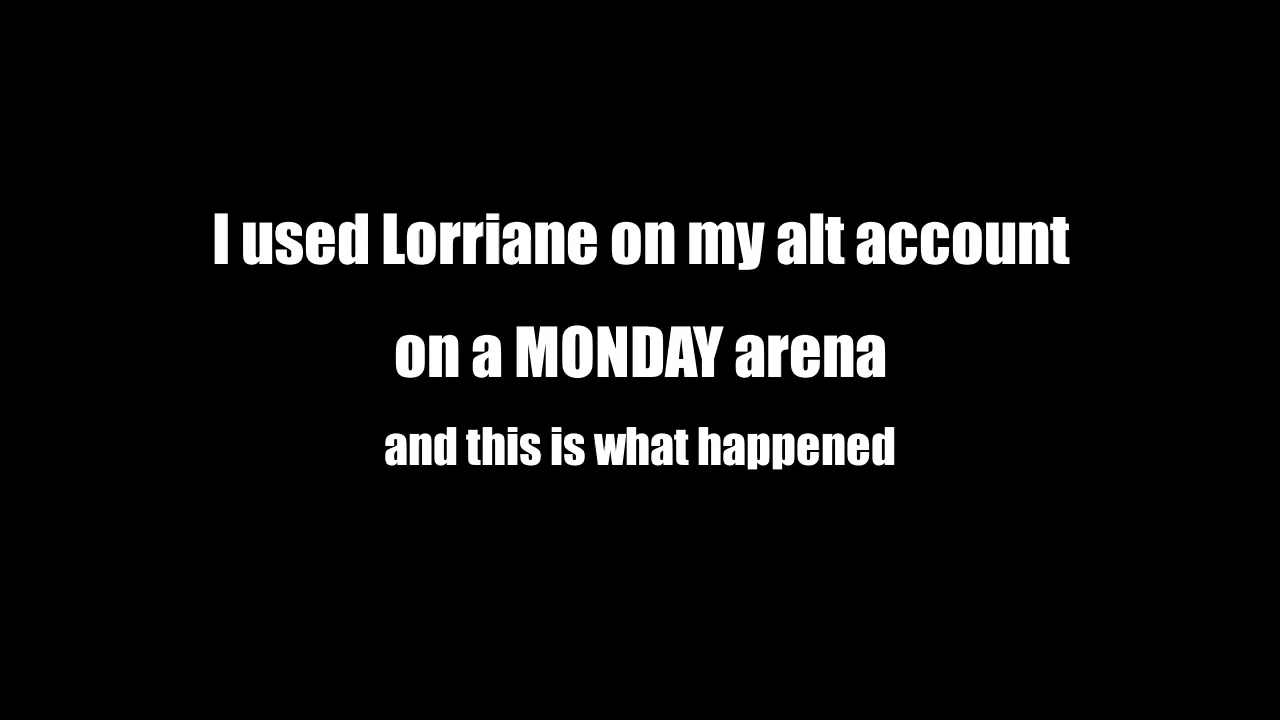 I used Lorriane on my alt account
on a MONDAY arena
and this is what happened